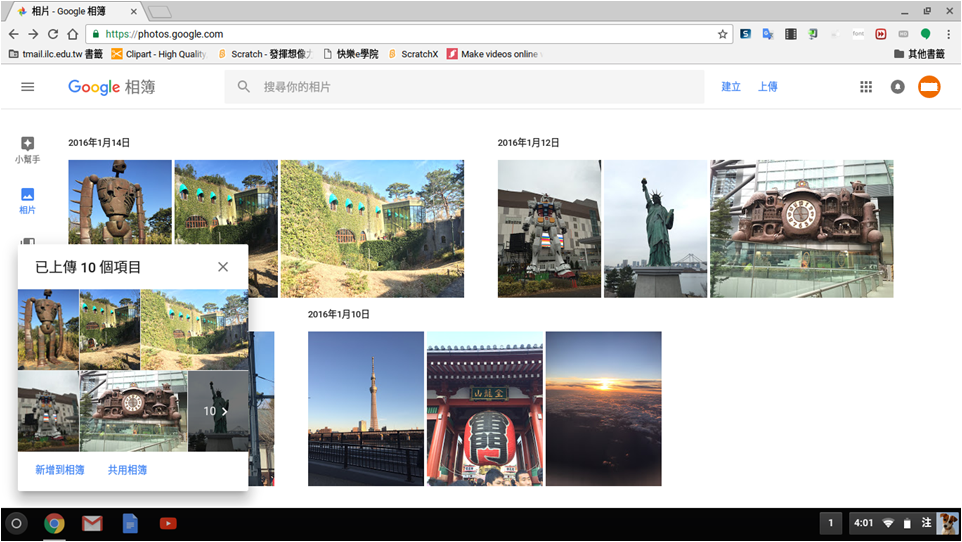 相片 - Google 相簿
https://photos.google.com
tmail.ilc.edu.tw 書籤
Clipart - High Quality
Scratch - 發揮想像力
快樂e學院
ScratchX
Make videos online
其他書籤
Google 相簿
搜尋你的相片
建立
上傳
小幫手
相片
2016年1月14日
2016年1月12日
已上傳 10 個項目
10
新增到相簿
共用相簿
2016年1月10日
金龍山
1
4:01
注